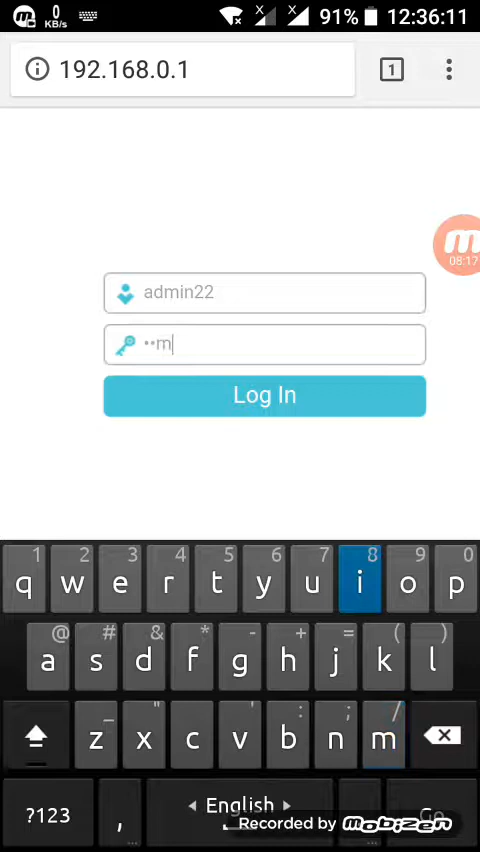 0 KB/s 91% 12:36:11
192.168.0.1 1
08:17
admin22
••m
Log In
1 2 3 4 5 6 7 8 9 0
q w e r t y u i o p
@ # & * - + = ( )
a s d f g h j k l
_ " ' : ; /
z x c v b n m
?123 , English Go
Recorded by mobizen